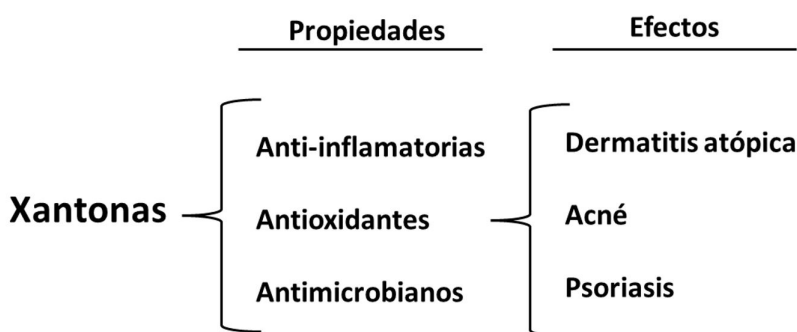 Propiedades
Efectos
Xantonas
Anti-inflamatorias
Antioxidantes
Antimicrobianos
Dermatitis atópica
Acné
Psoriasis